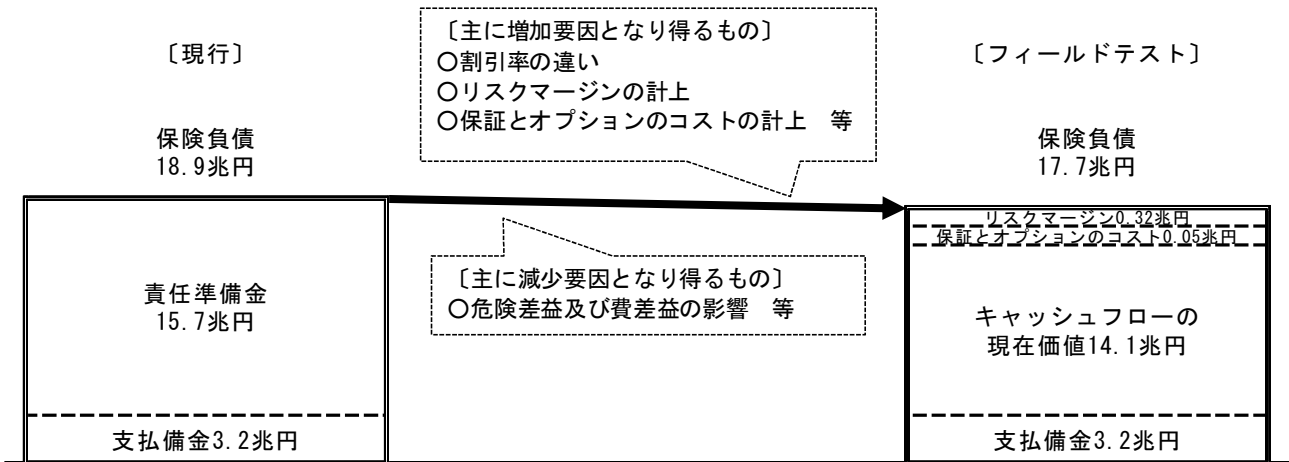 〔現行〕
保険負債
18.9兆円
責任準備金
15.7兆円
支払備金3.2兆円
〔主に増加要因となり得るもの〕
○割引率の違い
○リスクマージンの計上
○保証とオプションのコストの計上　等
〔主に減少要因となり得るもの〕
○危険差益及び費差益の影響　等
〔フィールドテスト〕
保険負債
17.7兆円
リスクマージン0.32兆円
保証とオプションのコスト0.05兆円
キャッシュフローの
現在価値14.1兆円
支払備金3.2兆円